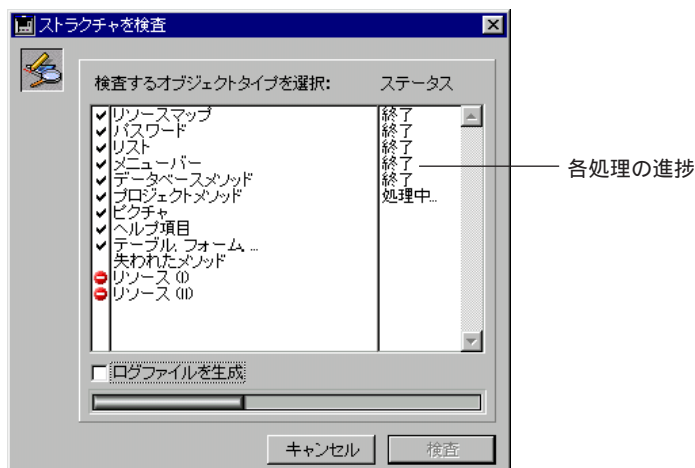 ストラクチャを検査
検査するオブジェクトタイプを選択: ステータス
リソースマップ 終了
パスワード 終了
リスト 終了
メニューバー 終了
データベースメソッド 終了
プロジェクトメソッド 処理中...
ピクチャ
ヘルプ項目
テーブル, フォーム, ...
失われたメソッド
リソース (I)
リソース (II)
各処理の進捗
ログファイルを生成
キャンセル 検査